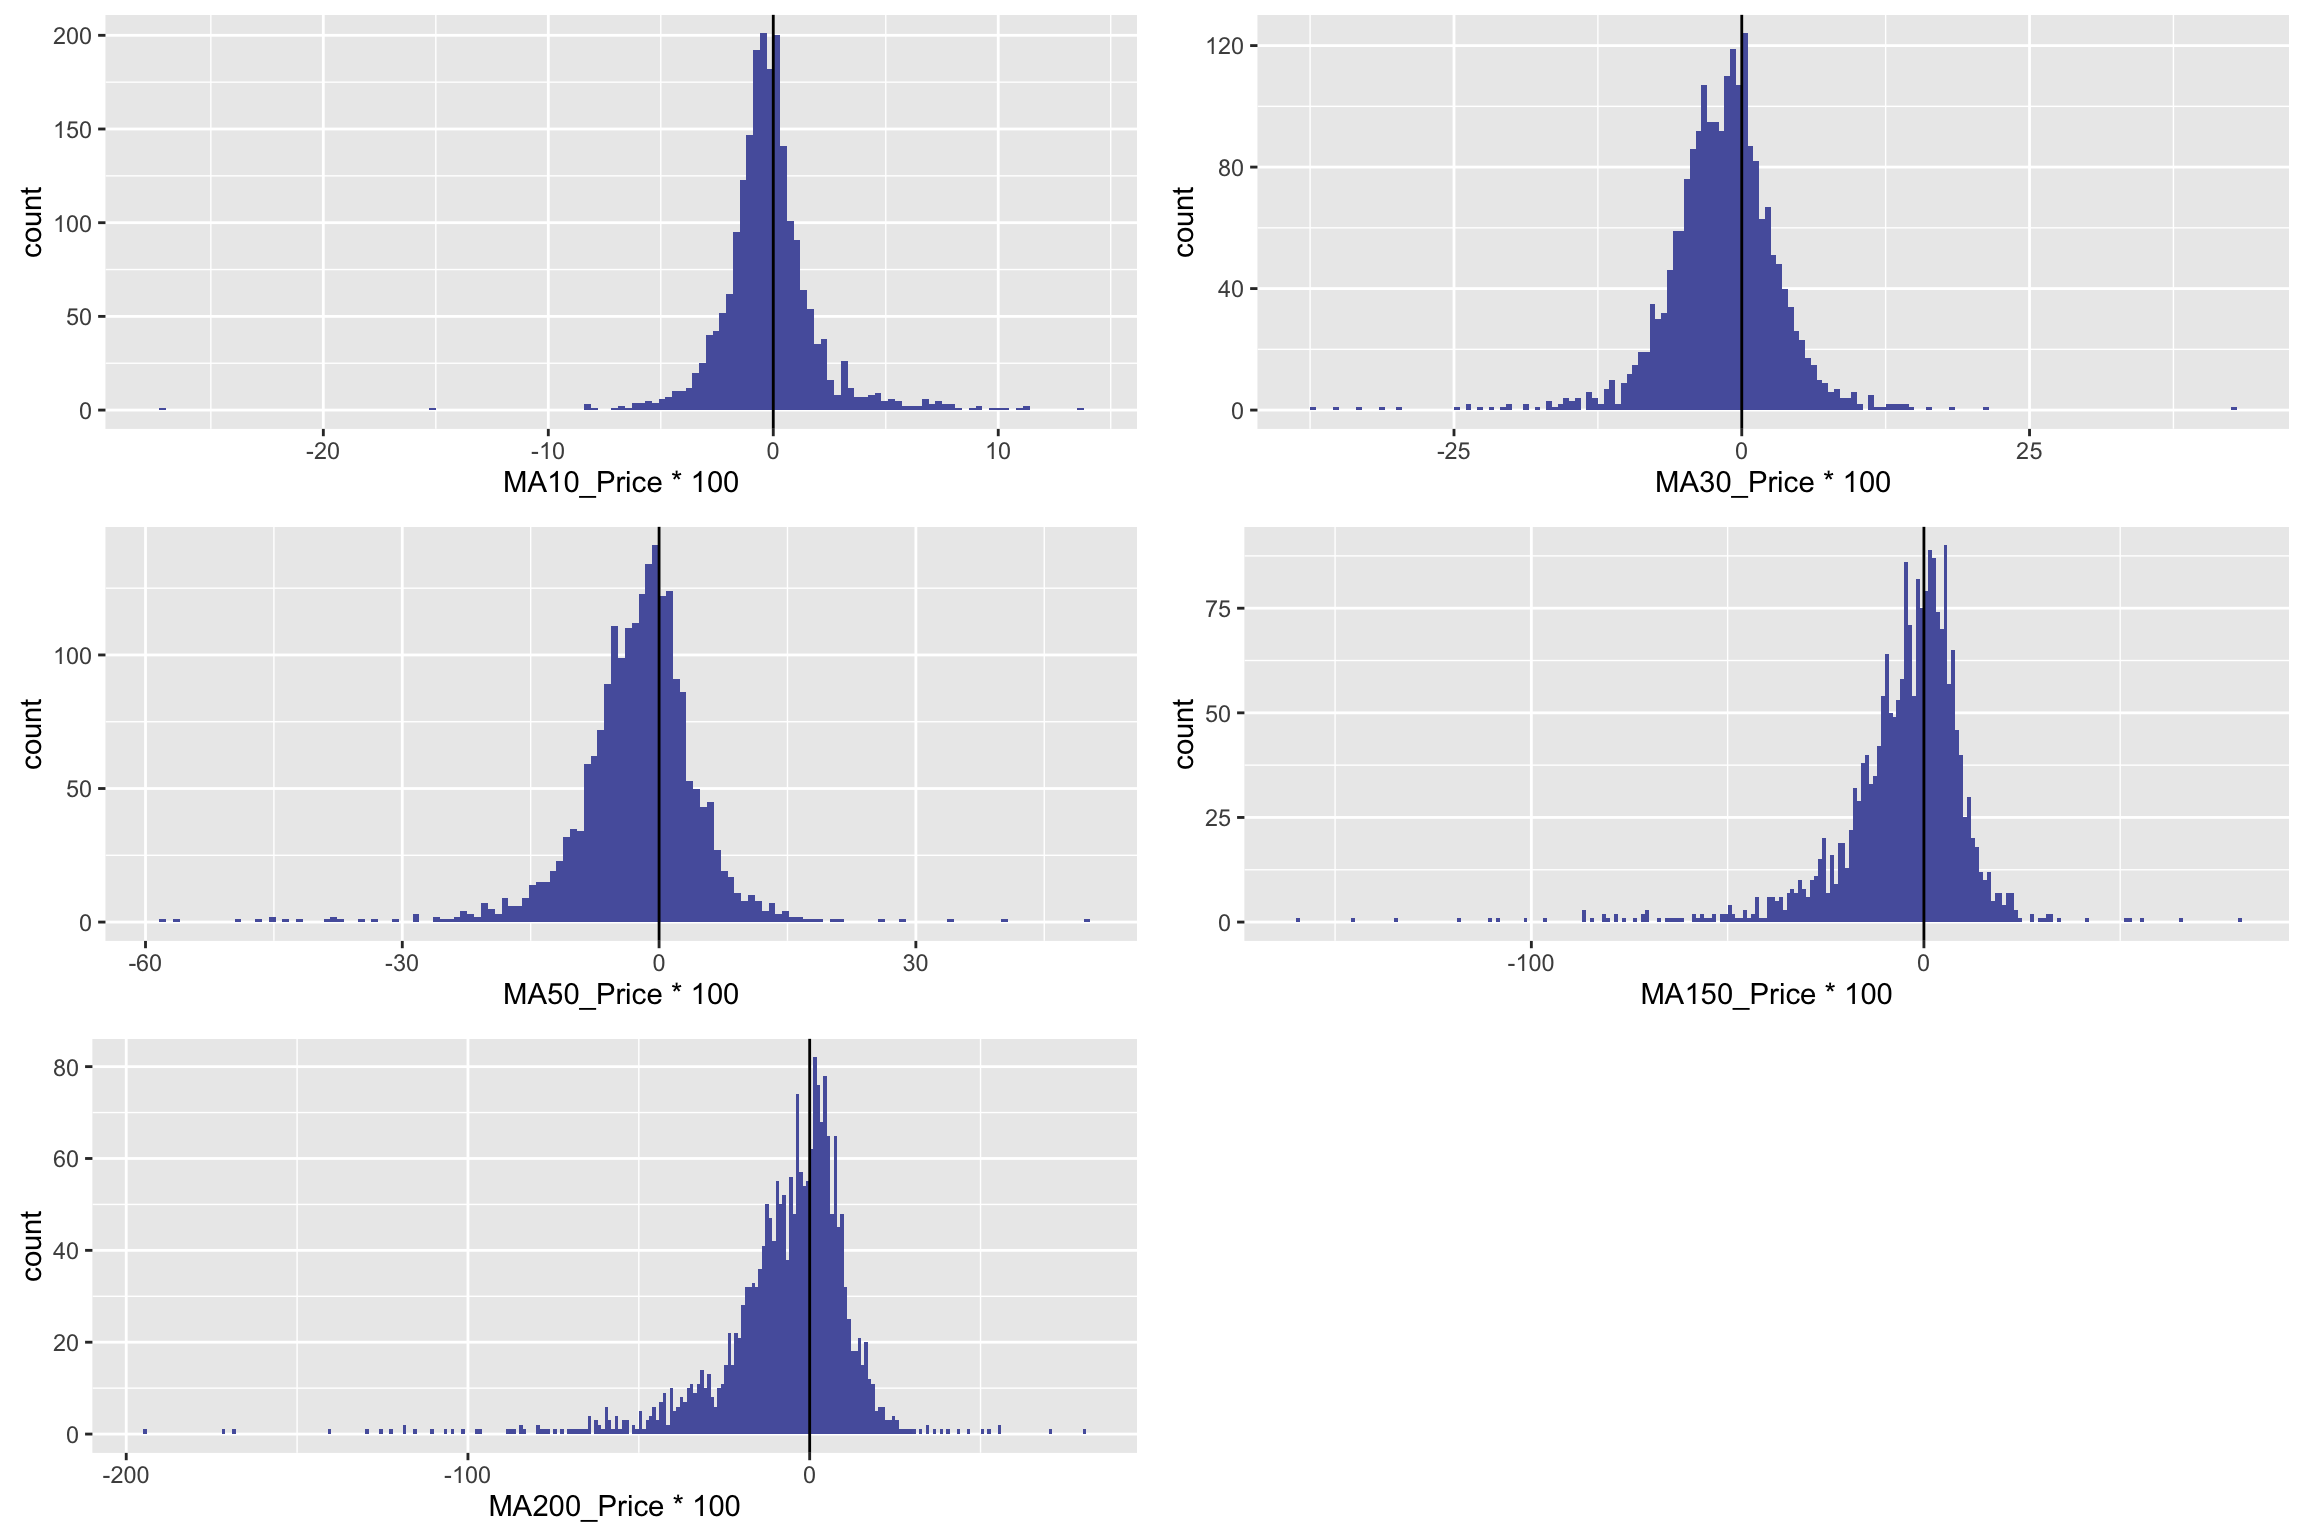 200
150
100
50
0
count
-20 -10 0 10
MA10_Price * 100
120
80
40
0
count
-25 0 25
MA30_Price * 100
100
50
0
count
-60 -30 0 30
MA50_Price * 100
75
50
25
0
count
-100 0
MA150_Price * 100
80
60
40
20
0
count
-200 -100 0
MA200_Price * 100